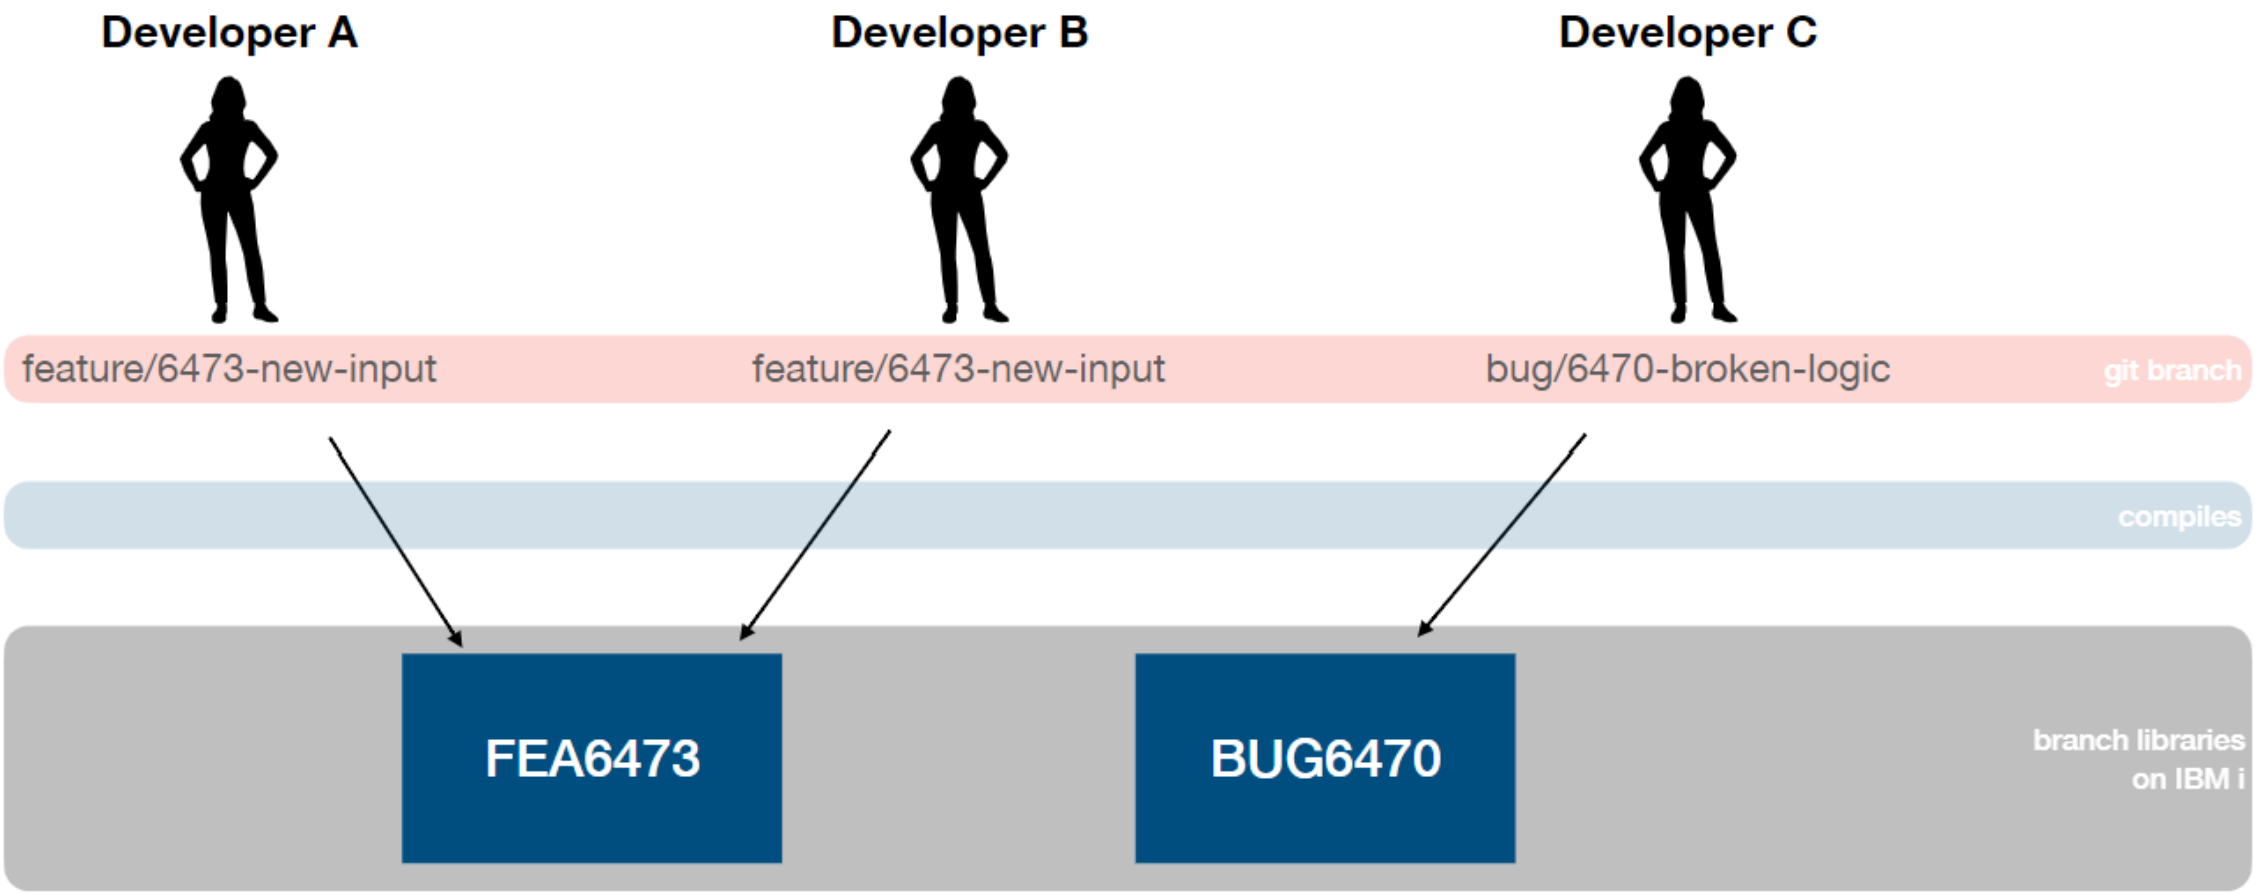 Developer A
Developer B
Developer C
feature/6473-new-input
feature/6473-new-input
bug/6470-broken-logic
git branch
compiles
FEA6473
BUG6470
branch libraries
on IBM i